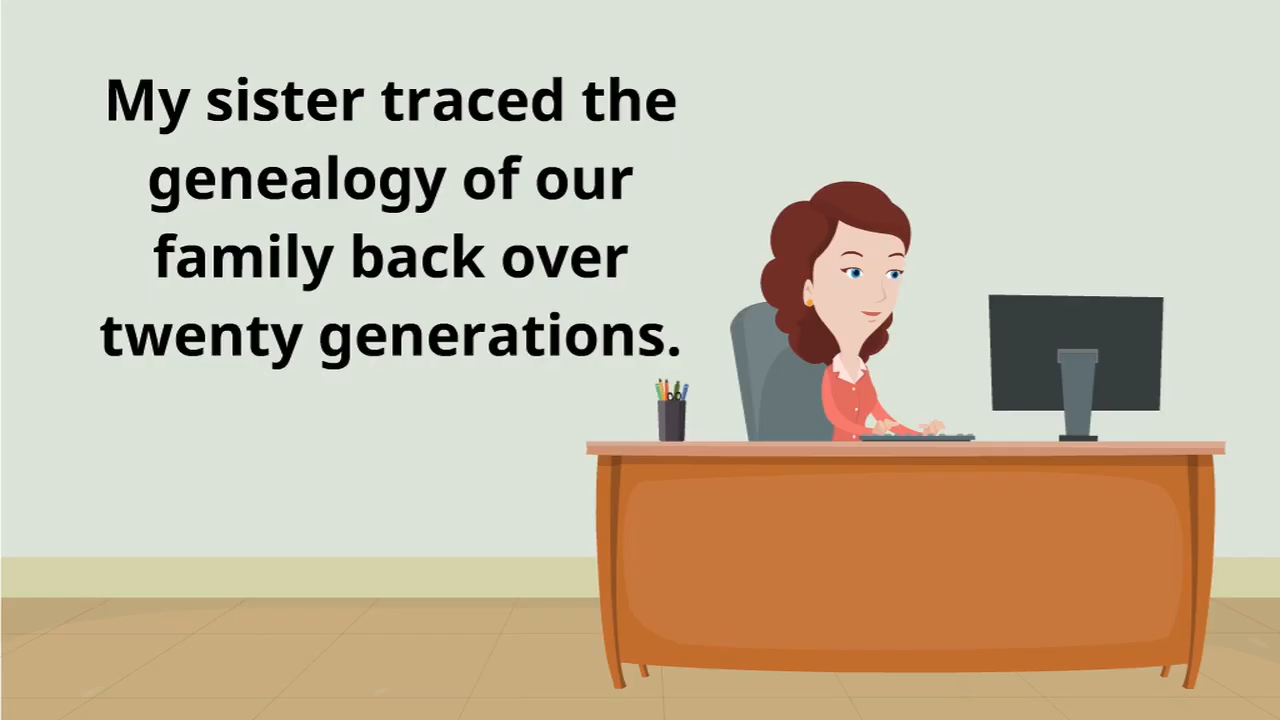 My sister traced the
genealogy of our
family back over
twenty generations.